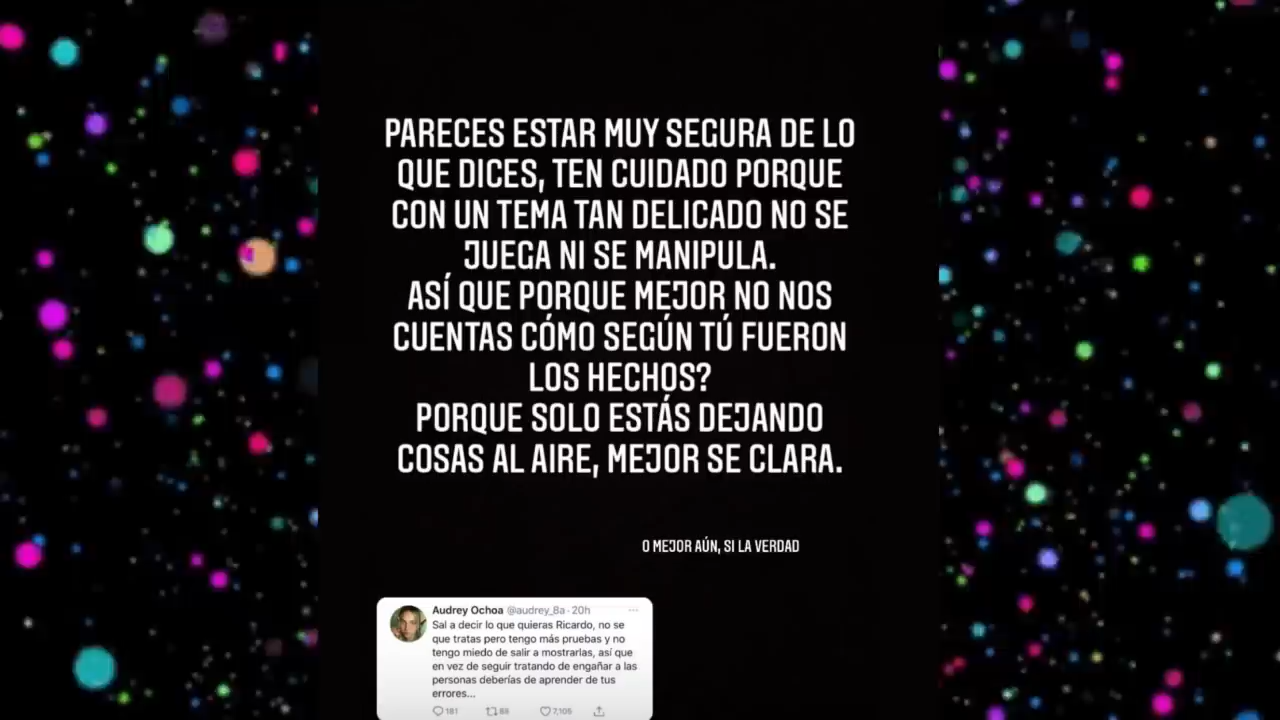 PARECES ESTAR MUY SEGURA DE LO
QUE DICES, TEN CUIDADO PORQUE
CON UN TEMA TAN DELICADO NO SE
JUEGA NI SE MANIPULA.
ASÍ QUE PORQUE MEJOR NO NOS
CUENTAS CÓMO SEGÚN TÚ FUERON
LOS HECHOS?
PORQUE SOLO ESTÁS DEJANDO
COSAS AL AIRE, MEJOR SE CLARA.
O MEJOR AÚN, SI LA VERDAD
Audrey Ochoa @audrey_8a · 20h
Sal a decir lo que quieras Ricardo, no se
que tratas pero tengo más pruebas y no
tengo miedo de salir a mostrarlas, así que
en vez de seguir tratando de engañar a las
personas deberías de aprender de tus
errores...
181 88 7,105